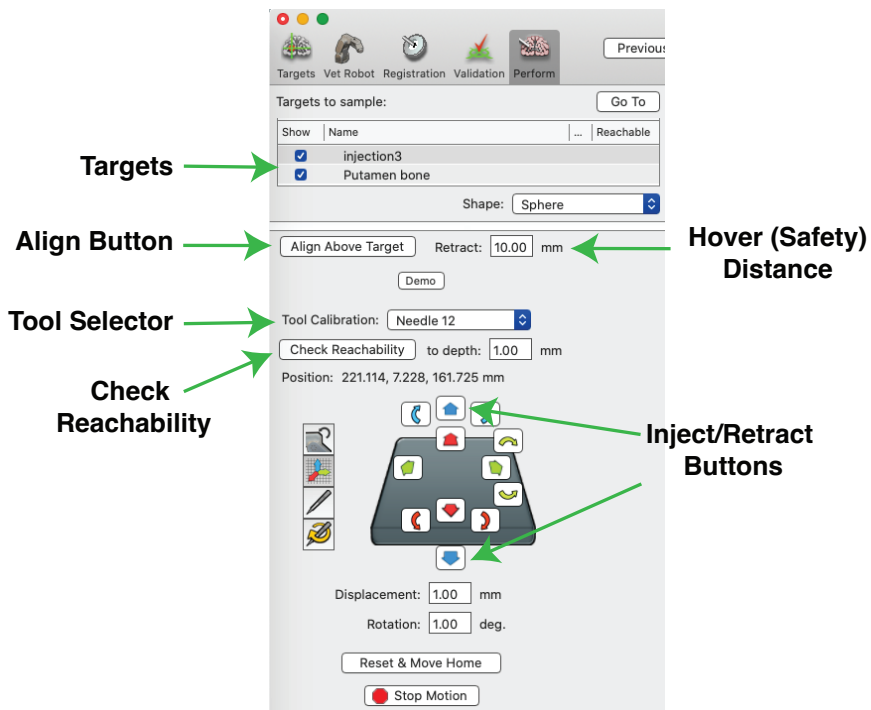 Previous
Targets Vet Robot Registration Validation Perform
Targets to sample: Go To
Show Name ... Reachable
injection3
Targets
Putamen bone
Shape: Sphere
Align Button
Align Above Target Retract: 10.00 mm
Hover (Safety)
Distance
Demo
Tool Selector
Tool Calibration: Needle 12
Check Reachability to depth: 1.00 mm
Check
Reachability
Position: 221.114, 7.228, 161.725 mm
Inject/Retract
Buttons
Displacement: 1.00 mm
Rotation: 1.00 deg.
Reset & Move Home
Stop Motion